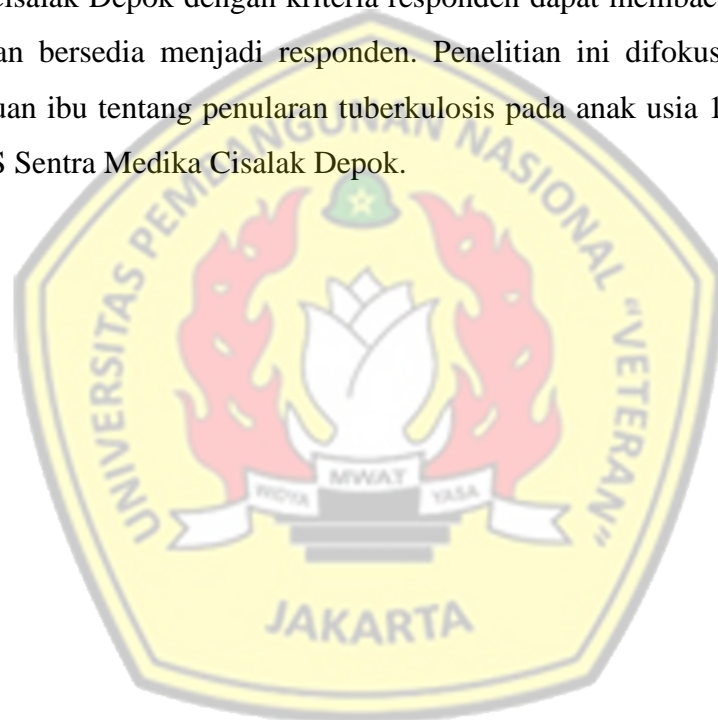 Cisalak Depok dengan kriteria responden dapat membac
an bersedia menjadi responden. Penelitian ini difokus
uan ibu tentang penularan tuberkulosis pada anak usia 1
S Sentra Medika Cisalak Depok.
UNIVERSITAS PEMBANGUNAN NASIONAL "VETERAN"
WIDYA MWAT YASA
JAKARTA